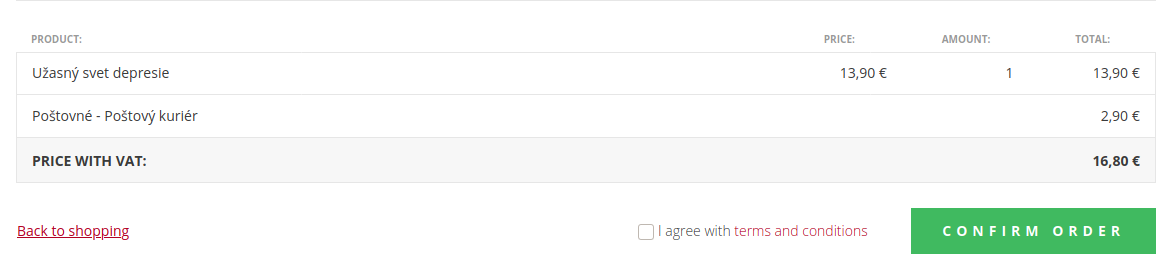 PRODUCT: PRICE: AMOUNT: TOTAL:
Užasný svet depresie 13,90 € 1 13,90 €
Poštovné - Poštový kuriér 2,90 €
PRICE WITH VAT: 16,80 €
Back to shopping I agree with terms and conditions CONFIRM ORDER